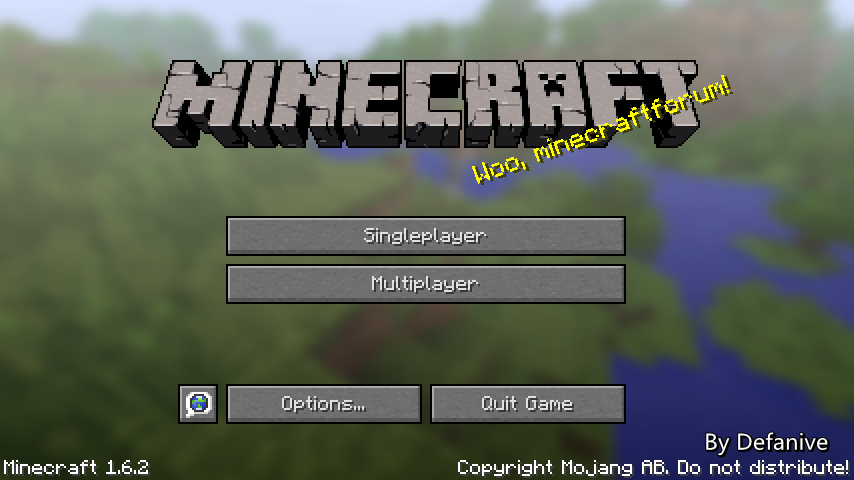 MINECRAFT
Woo, minecraftforum!
Singleplayer
Multiplayer
Options...
Quit Game
By Defanive
Minecraft 1.6.2
Copyright Mojang AB. Do not distribute!